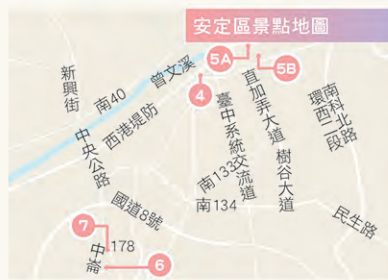 安定區景點地圖
5A
5B
4
新興街
南40
曾文溪
西港堤防
中央公路
直加弄大道
臺中系統交流道
樹谷大道
南科北路
環西二段
南133
南134
國道8號
民生路
7
178
中崙
6